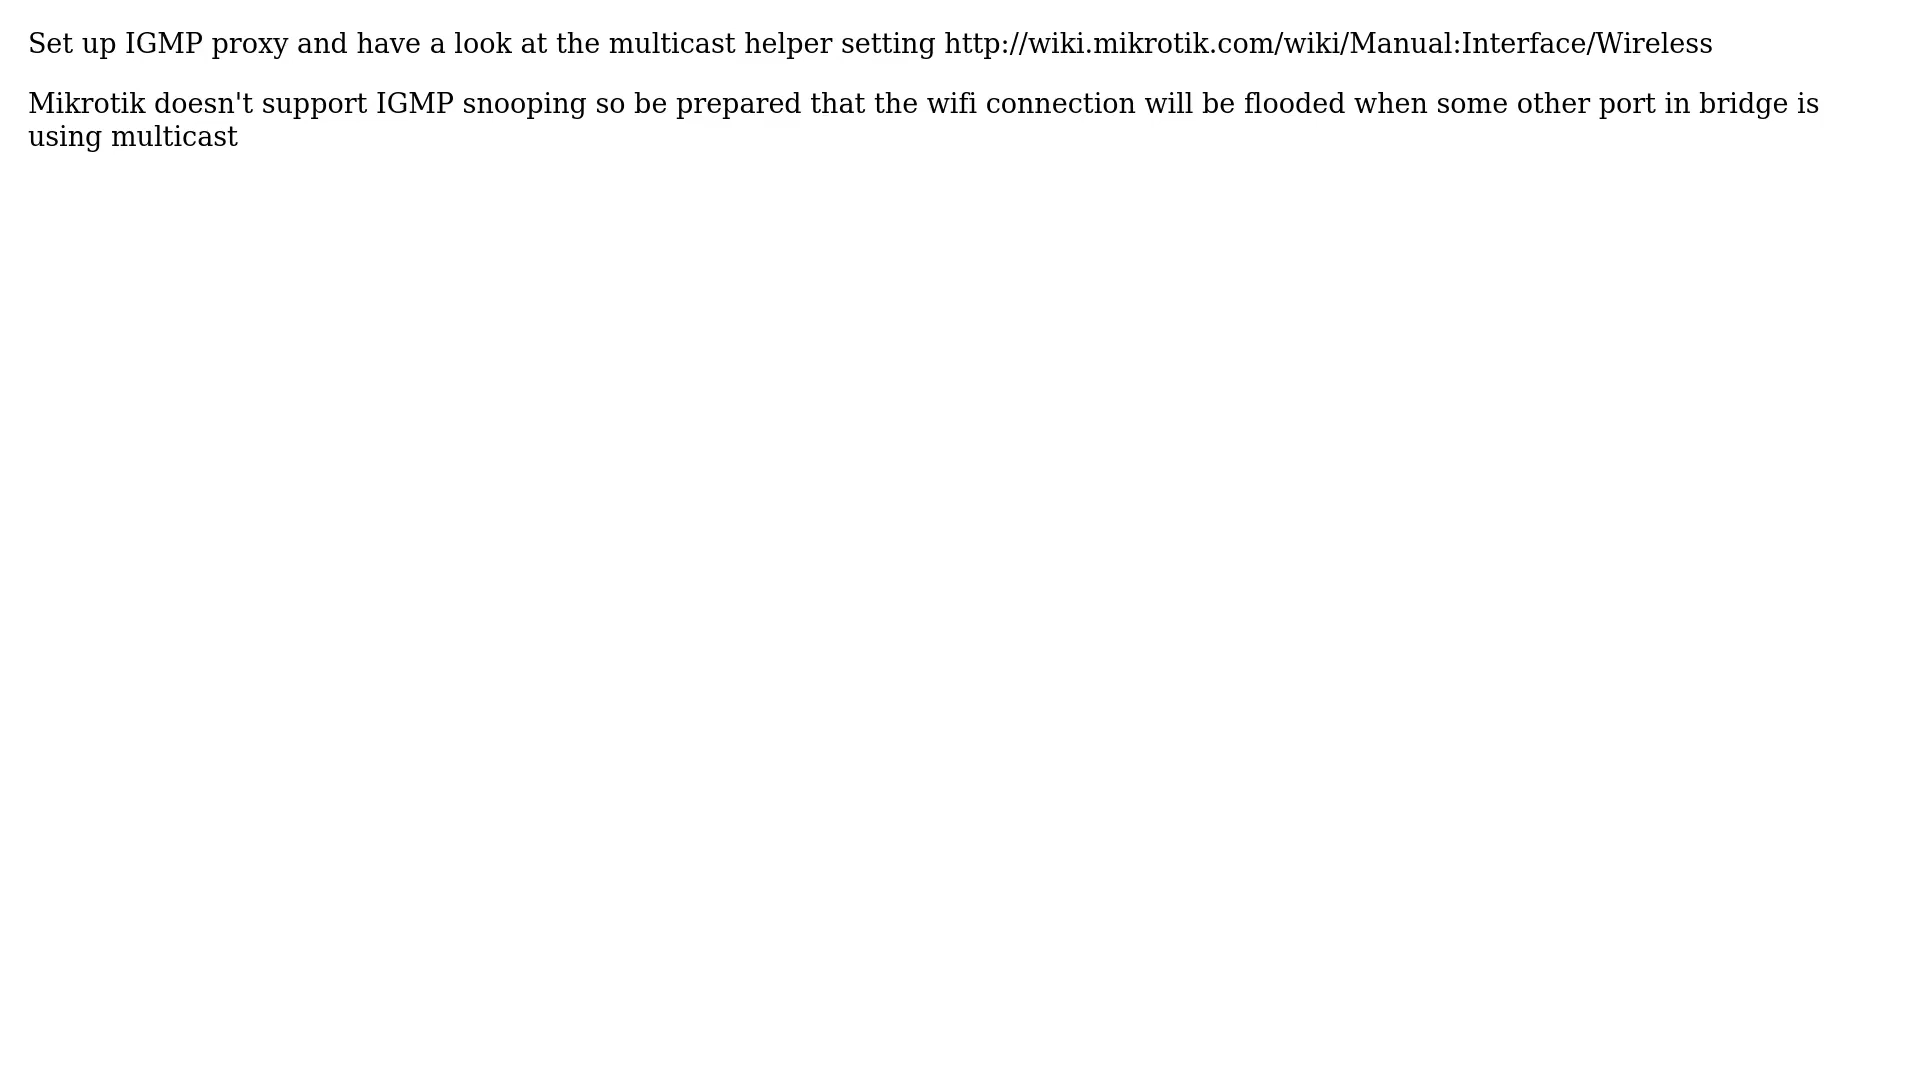 Set up IGMP proxy and have a look at the multicast helper setting http://wiki.mikrotik.com/wiki/Manual:Interface/Wireless
Mikrotik doesn't support IGMP snooping so be prepared that the wifi connection will be flooded when some other port in bridge is
using multicast